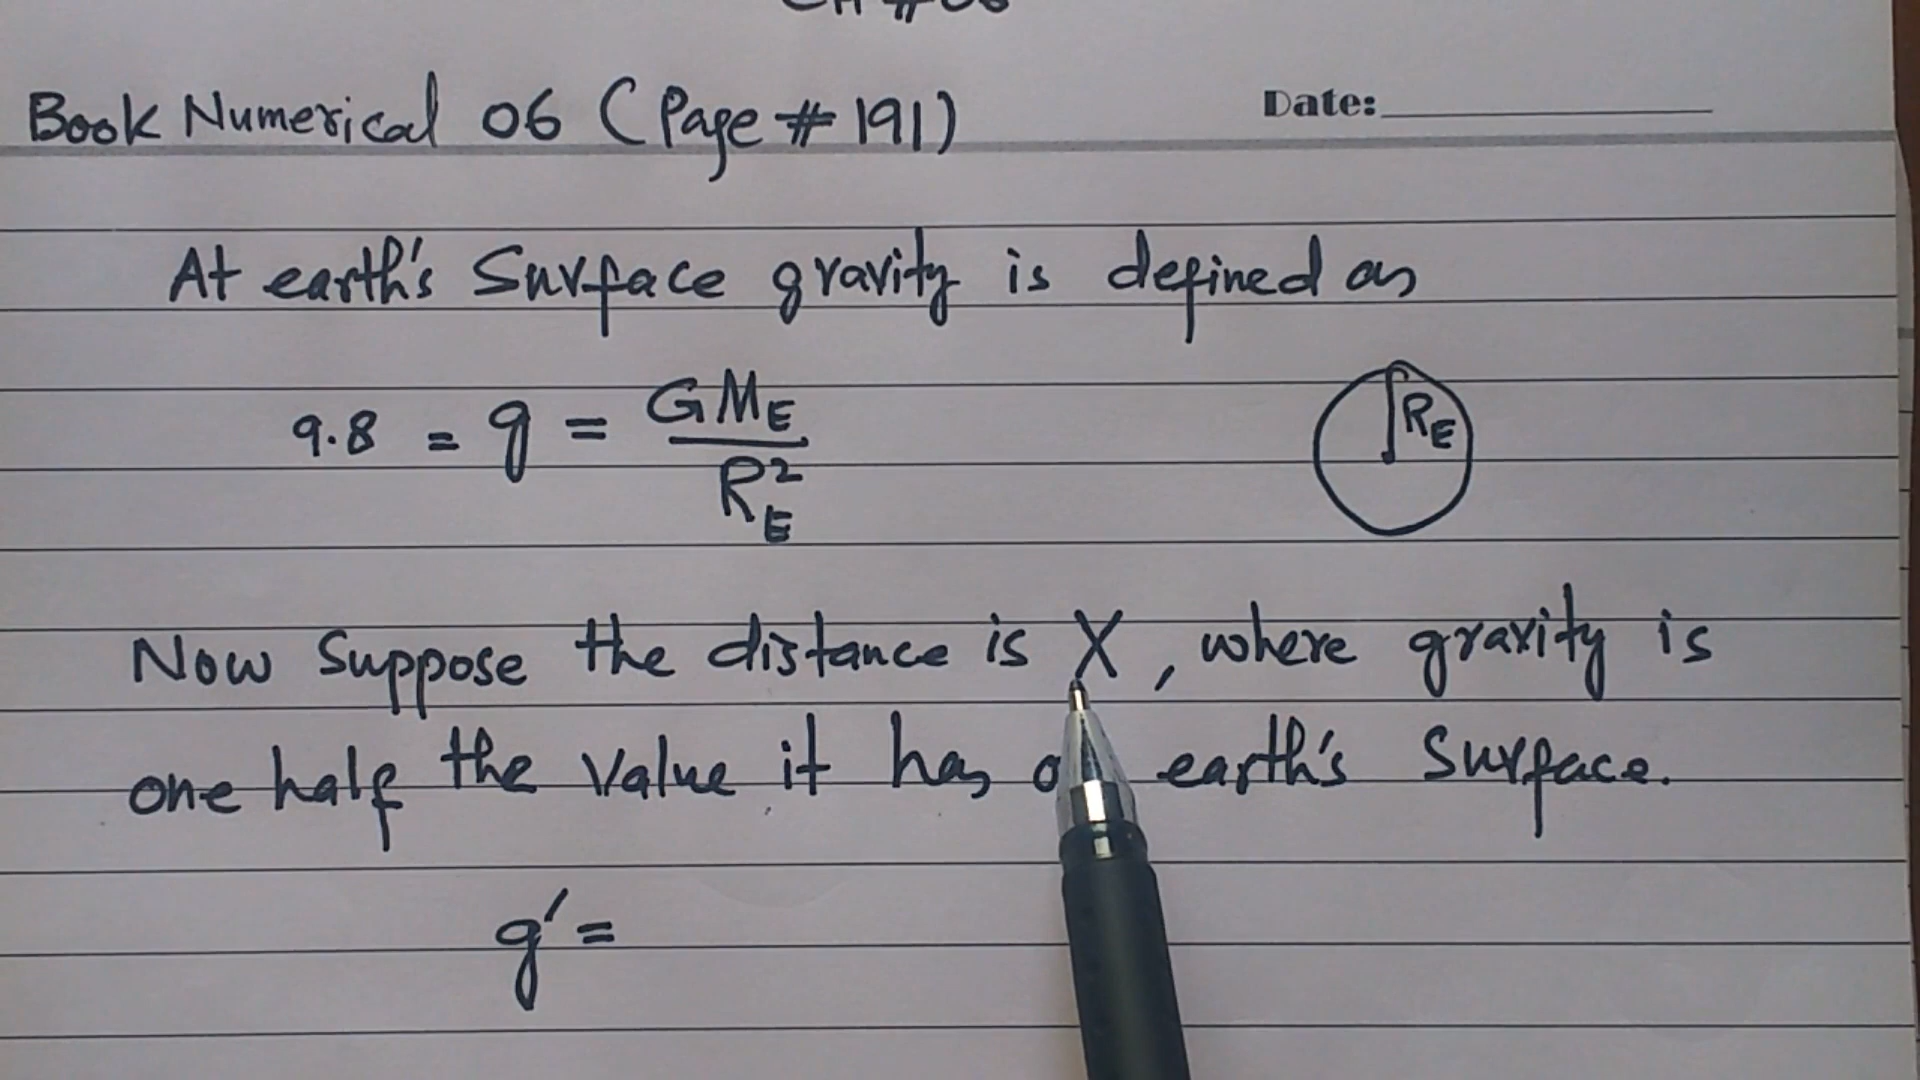 Book Numerical 06 (Page # 191)
Date:
At earth's Surface gravity is defined as
9.8 = g = GM_E / R_E^2
R_E
Now Suppose the distance is X, where gravity is
one half the Value it has earth's Surface.
g' =